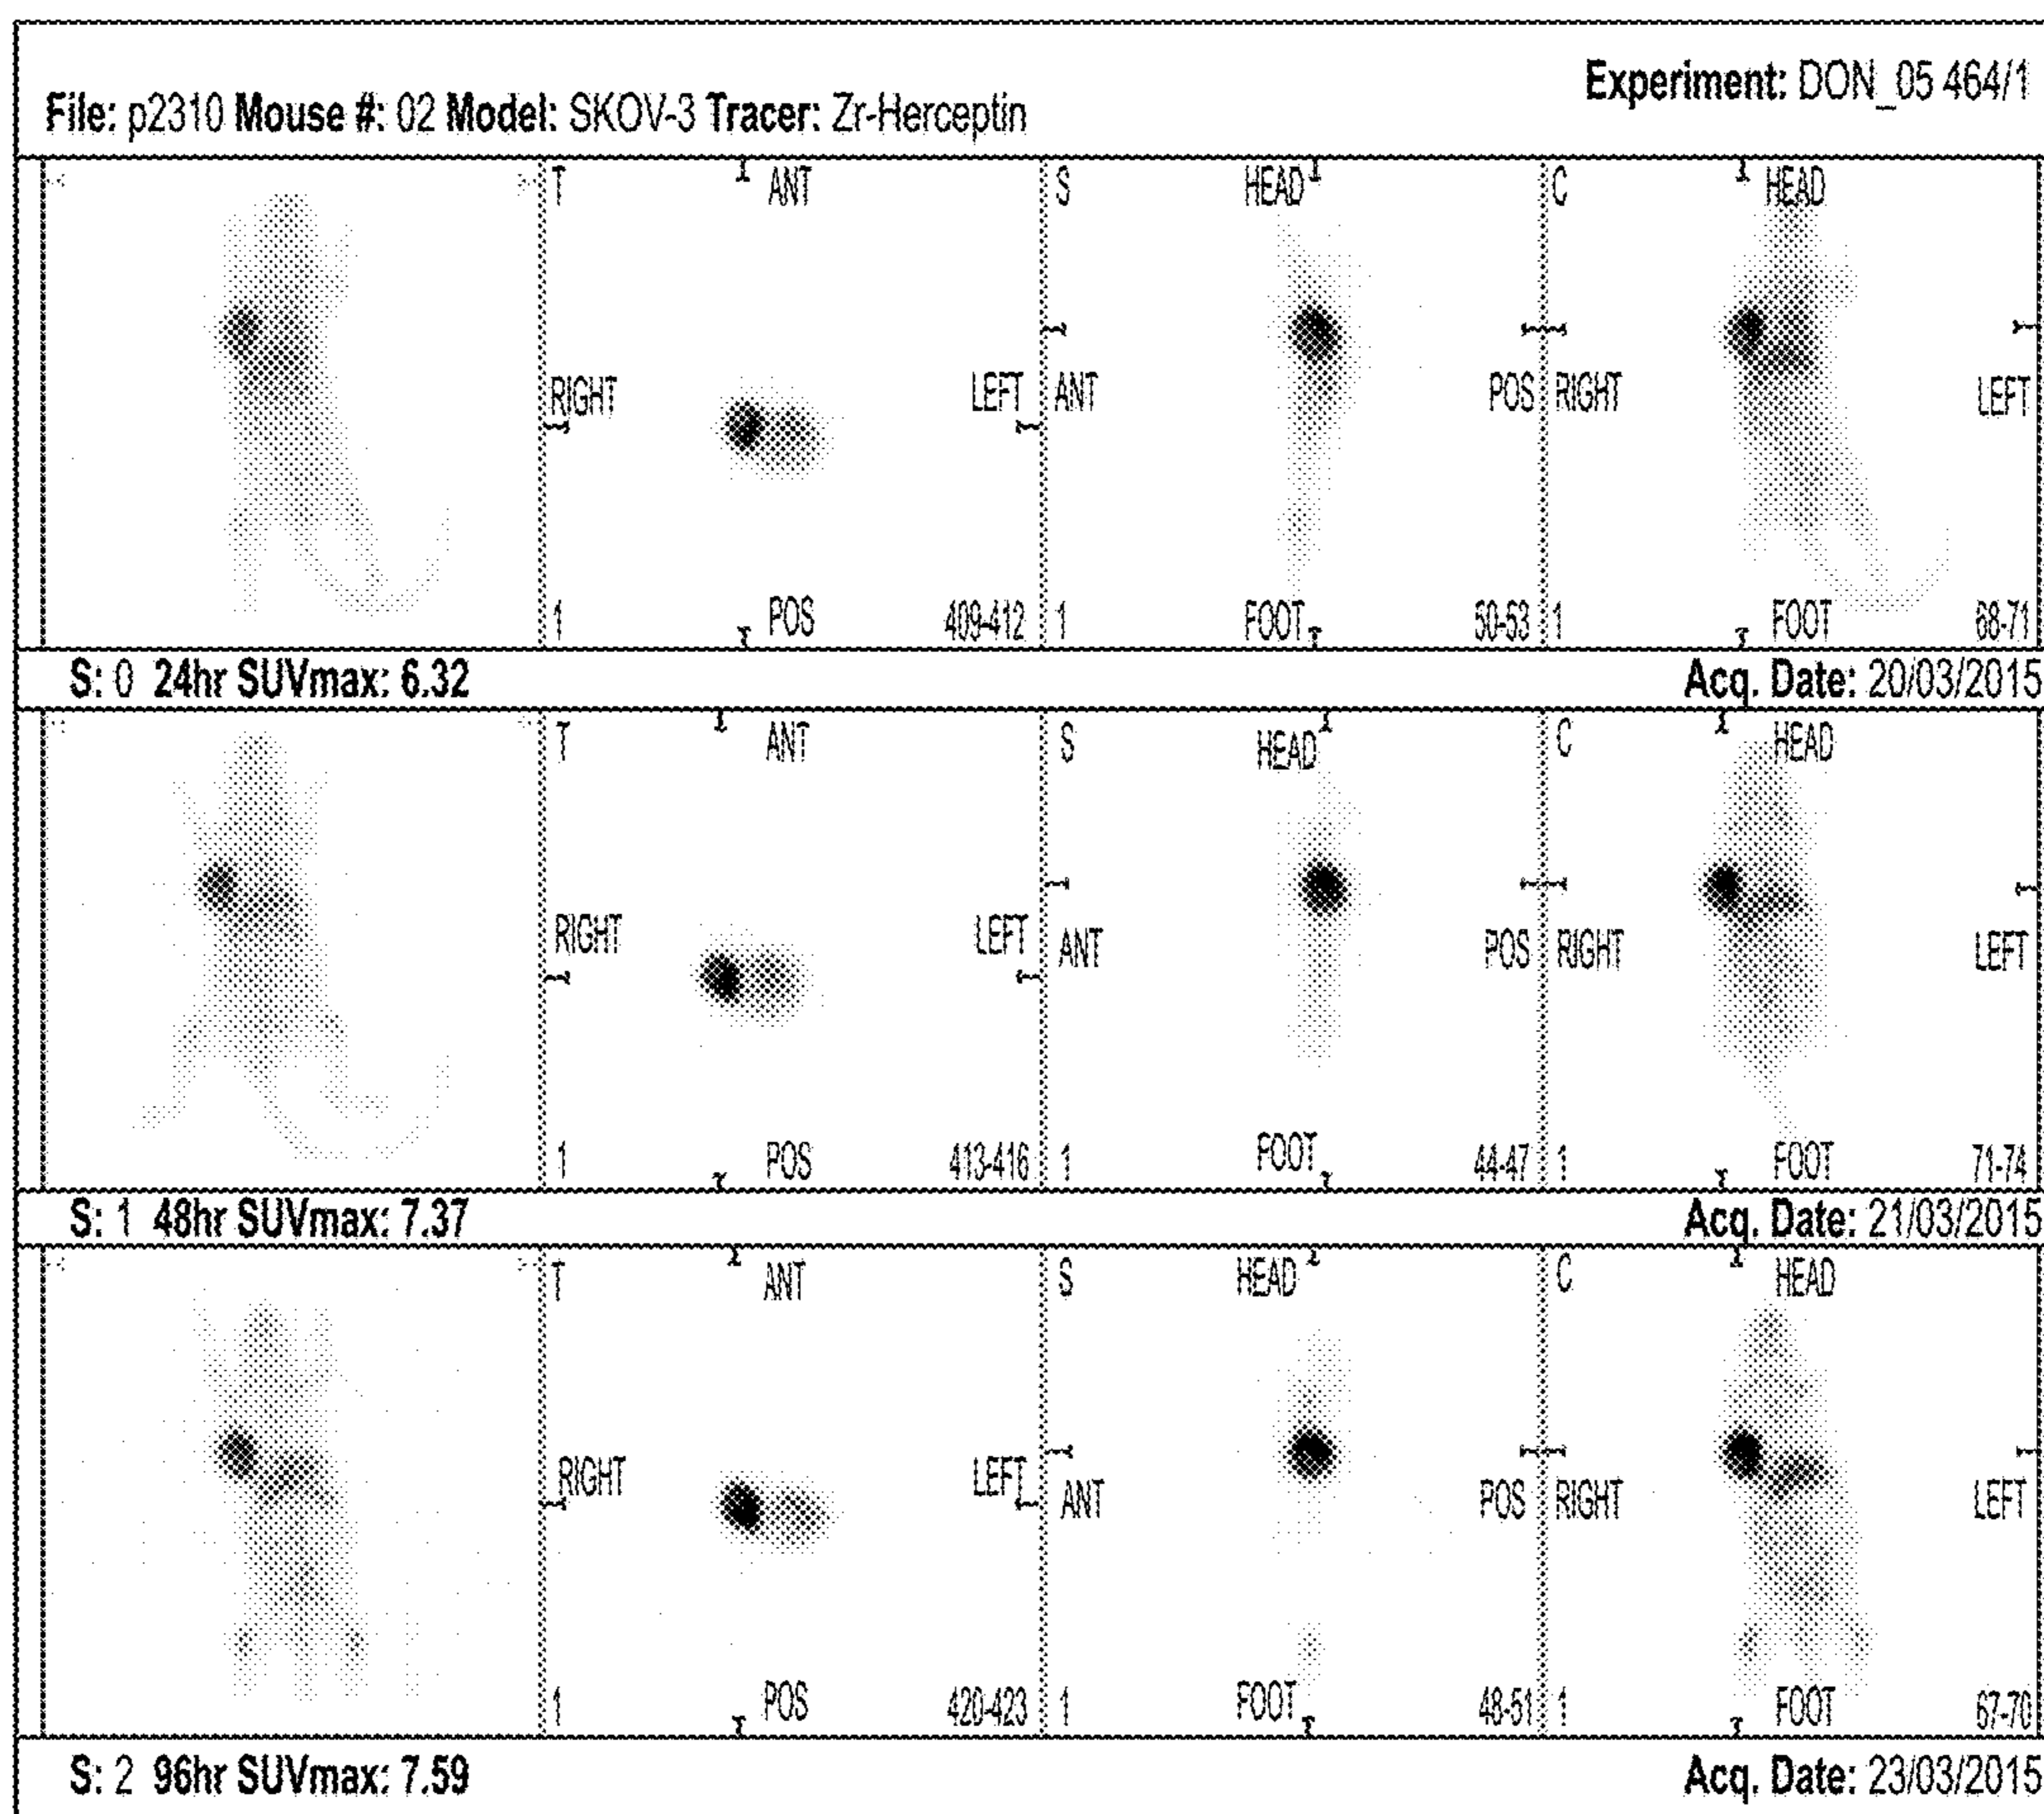 Experiment: DON_05 464/1
File: p2310 Mouse #: 02 Model: SKOV-3 Tracer: Zr-Herceptin
T ANT S HEAD C HEAD
RIGHT LEFT ANT POS RIGHT LEFT
1 POS 409-412 1 FOOT 50-53 1 FOOT 68-71
S: 0 24hr SUVmax: 6.32 Acq. Date: 20/03/2015
T ANT S HEAD C HEAD
RIGHT LEFT ANT POS RIGHT LEFT
1 POS 413-416 1 FOOT 44-47 1 FOOT 71-74
S: 1 48hr SUVmax: 7.37 Acq. Date: 21/03/2015
T ANT S HEAD C HEAD
RIGHT LEFT ANT POS RIGHT LEFT
1 POS 420-423 1 FOOT 48-51 1 FOOT 67-70
S: 2 96hr SUVmax: 7.59 Acq. Date: 23/03/2015